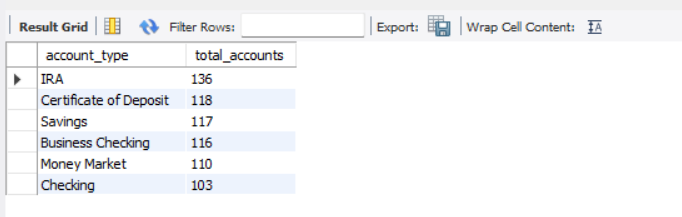 Result Grid Filter Rows: Export: Wrap Cell Content: IA
account_type total_accounts
IRA 136
Certificate of Deposit 118
Savings 117
Business Checking 116
Money Market 110
Checking 103